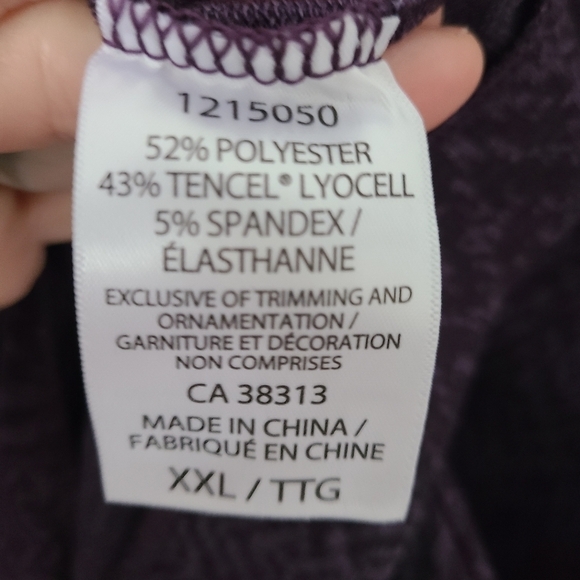 1215050
52% POLYESTER
43% TENCEL® LYOCELL
5% SPANDEX /
ÉLASTHANNE
EXCLUSIVE OF TRIMMING AND
ORNAMENTATION /
GARNITURE ET DÉCORATION
NON COMPRISES
CA 38313
MADE IN CHINA /
FABRIQUÉ EN CHINE
XXL / TTG